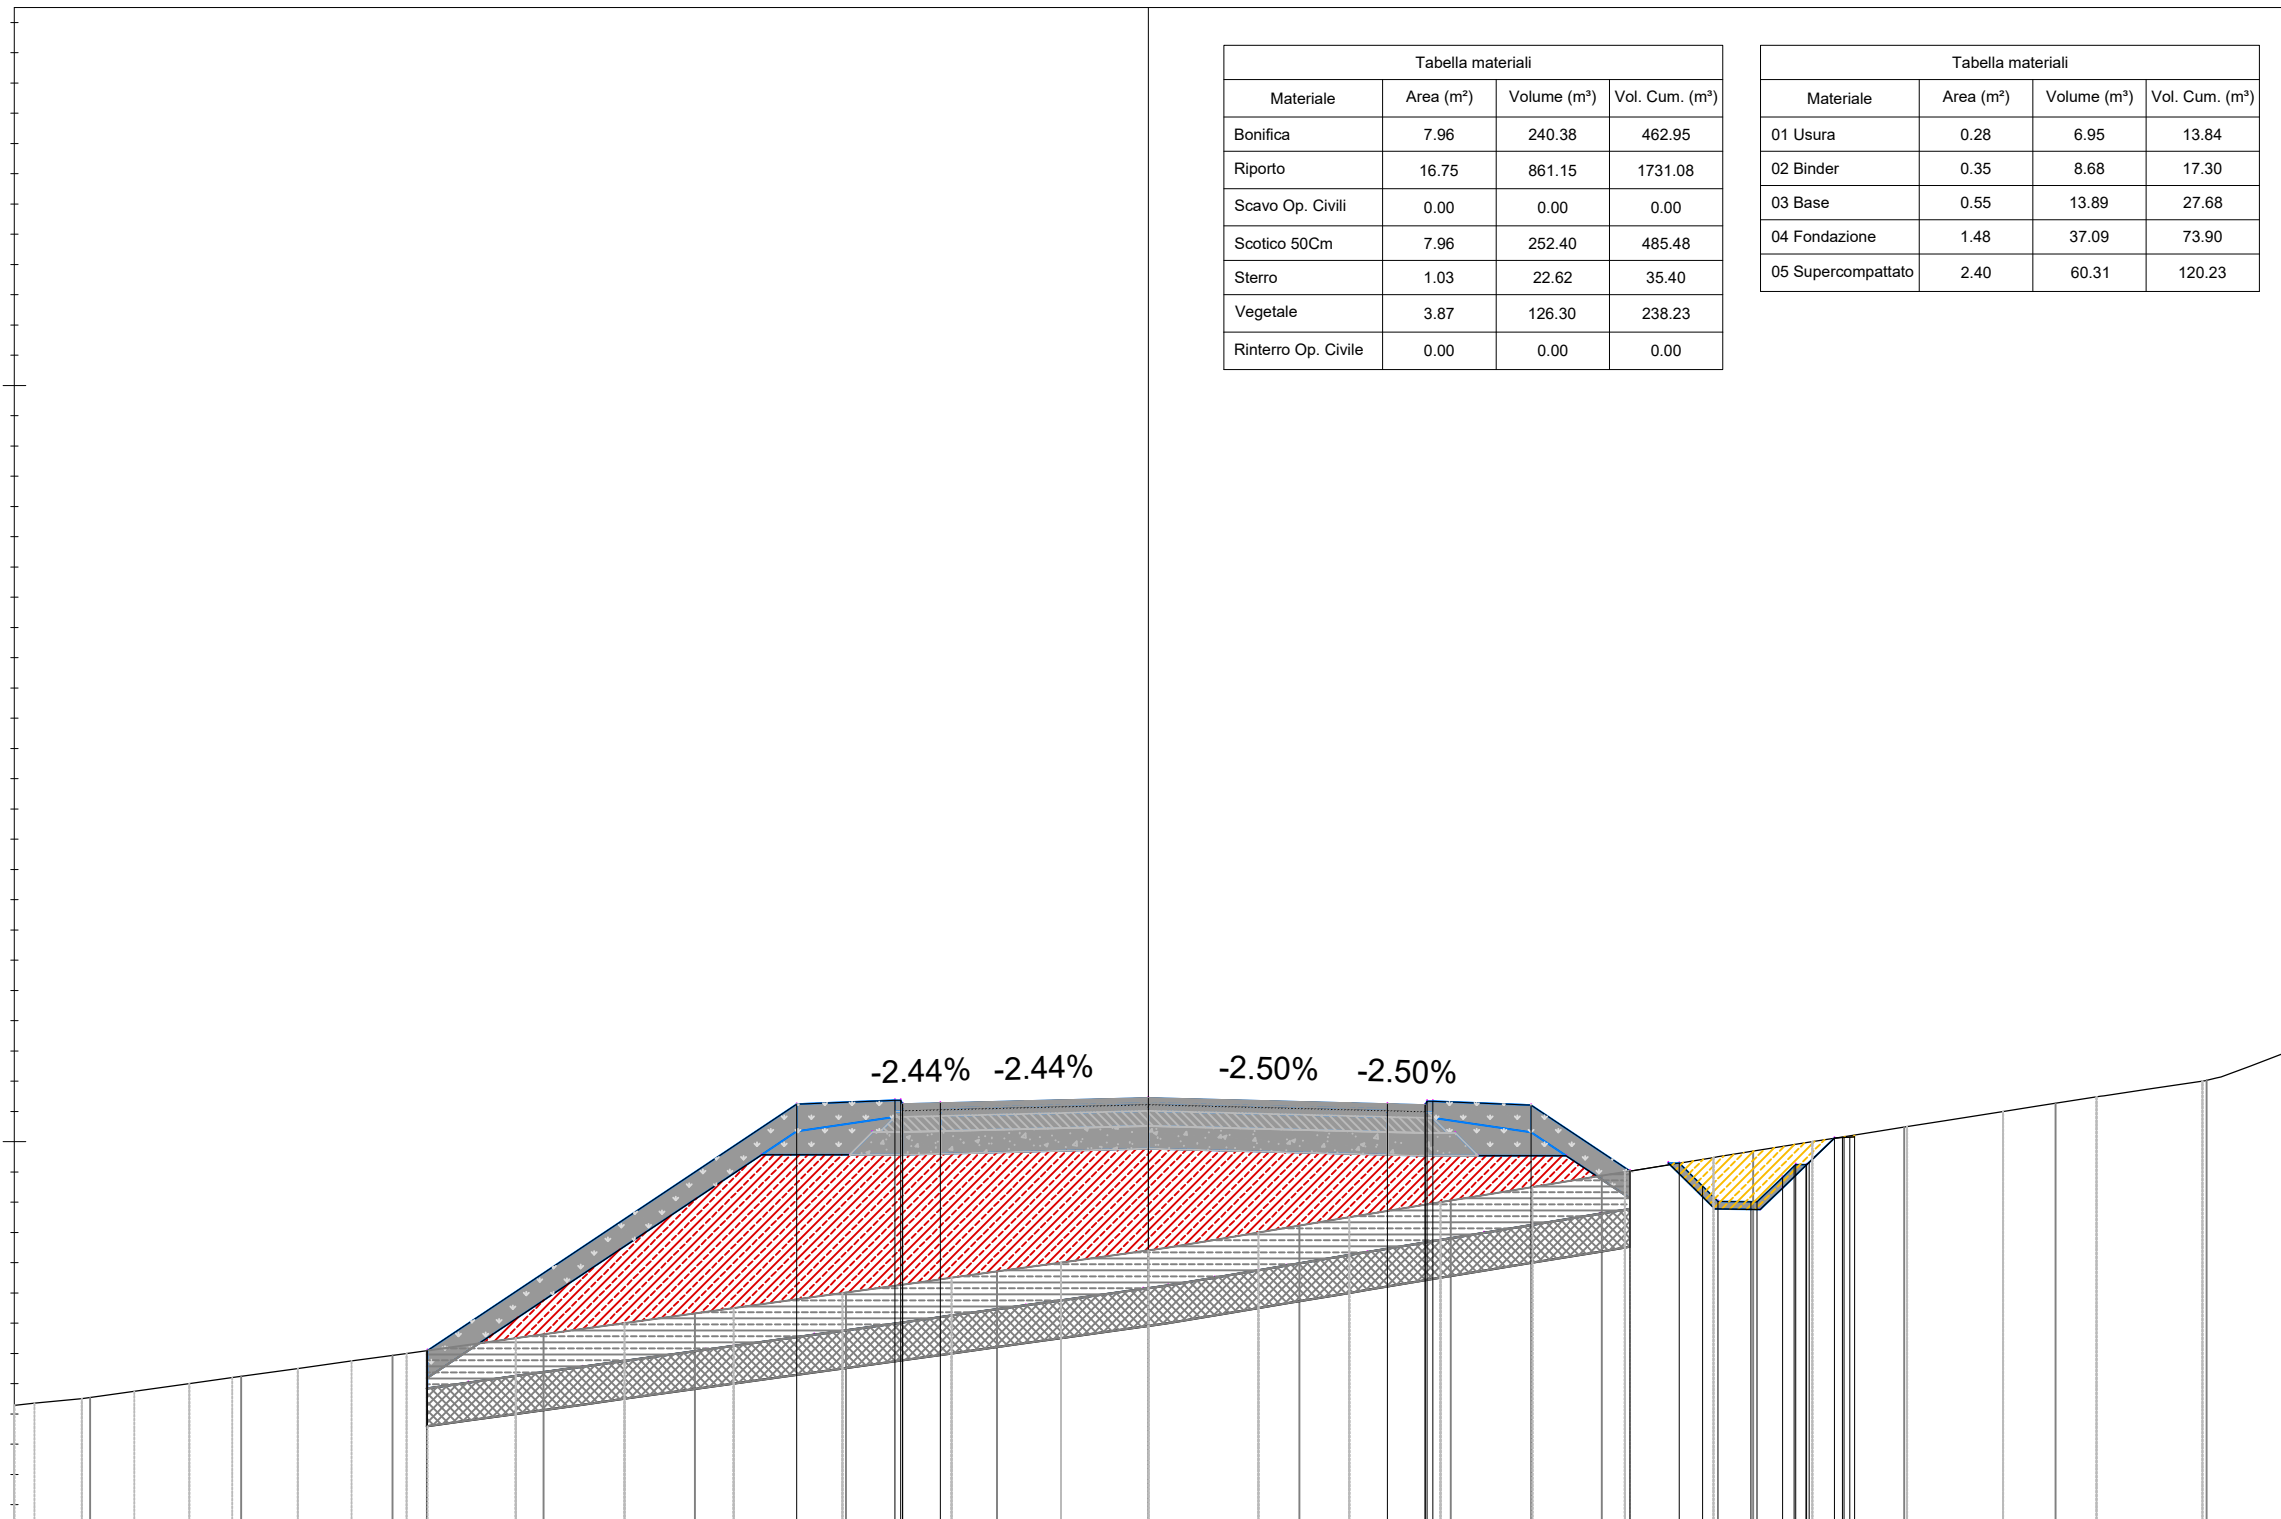 Tabella materiali
Materiale Area (m²) Volume (m³) Vol. Cum. (m³)
Bonifica 7.96 240.38 462.95
Riporto 16.75 861.15 1731.08
Scavo Op. Civili 0.00 0.00 0.00
Scotico 50Cm 7.96 252.40 485.48
Sterro 1.03 22.62 35.40
Vegetale 3.87 126.30 238.23
Rinterro Op. Civile 0.00 0.00 0.00
Tabella materiali
Materiale Area (m²) Volume (m³) Vol. Cum. (m³)
01 Usura 0.28 6.95 13.84
02 Binder 0.35 8.68 17.30
03 Base 0.55 13.89 27.68
04 Fondazione 1.48 37.09 73.90
05 Supercompattato 2.40 60.31 120.23
-2.44% -2.44% -2.50% -2.50%